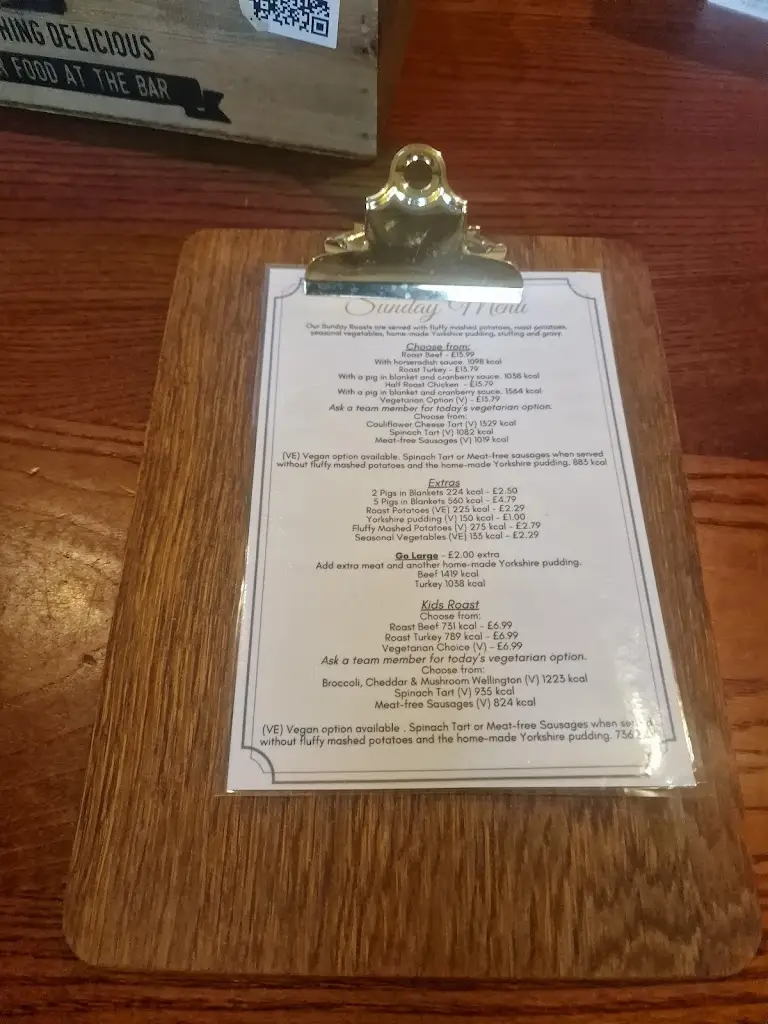 HING DELICIOUS
FOOD AT THE BAR
Sunday Menu
Our Sunday Roasts are served with fluffy mashed potatoes, roast potatoes,
seasonal vegetables, home-made Yorkshire pudding, stuffing and gravy.
Choose from:
Roast Beef - £15.99
With horseradish sauce. 1098 kcal
Roast Turkey - £15.79
With a pig in blanket and cranberry sauce. 1036 kcal
Half Roast Chicken - £15.79
With a pig in blanket and cranberry sauce. 1564 kcal
Vegetarian Option (V) - £15.79
Ask a team member for today's vegetarian option.
Choose from:
Cauliflower Cheese Tart (V) 1329 kcal
Spinach Tart (V) 1082 kcal
Meat-free Sausages (V) 1019 kcal
(VE) Vegan option available. Spinach Tart or Meat-free sausages when served
without fluffy mashed potatoes and the home-made Yorkshire pudding. 885 kcal
Extras
2 Pigs in Blankets 224 kcal - £2.50
5 Pigs in Blankets 560 kcal - £4.79
Roast Potatoes (VE) 225 kcal - £2.29
Yorkshire pudding (V) 150 kcal - £1.00
Fluffy Mashed Potatoes (V) 275 kcal - £2.79
Seasonal Vegetables (VE) 133 kcal - £2.29
Go Large - £2.00 extra
Add extra meat and another home-made Yorkshire pudding.
Beef 1419 kcal
Turkey 1038 kcal
Kids Roast
Choose from:
Roast Beef 731 kcal - £6.99
Roast Turkey 789 kcal - £6.99
Vegetarian Choice (V) - £6.99
Ask a team member for today's vegetarian option.
Choose from:
Broccoli, Cheddar & Mushroom Wellington (V) 1223 kcal
Spinach Tart (V) 935 kcal
Meat-free Sausages (V) 824 kcal
(VE) Vegan option available . Spinach Tart or Meat-free Sausages when
without fluffy mashed potatoes and the home-made Yorkshire pudding. 736